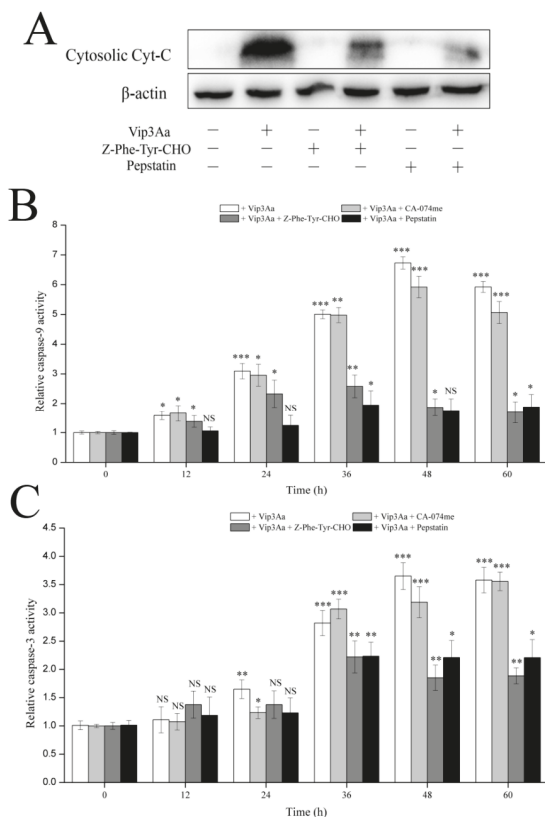 A
Cytosolic Cyt-C
β-actin
Vip3Aa − + − + − +
Z-Phe-Tyr-CHO − − + + − −
Pepstatin − − − − + +
B
+ Vip3Aa + Vip3Aa + CA-074me
+ Vip3Aa + Z-Phe-Tyr-CHO + Vip3Aa + Pepstatin
8
7
6
5
4
3
2
1
0
Relative caspase-9 activity
* * * NS
*** * * NS
*** ** ** *
*** *** * NS
*** *** * *
0 12 24 36 48 60
Time (h)
C
+ Vip3Aa + Vip3Aa + CA-074me
+ Vip3Aa + Z-Phe-Tyr-CHO + Vip3Aa + Pepstatin
4.5
4.0
3.5
3.0
2.5
2.0
1.5
1.0
0.5
0.0
Relative caspase-3 activity
NS NS NS NS
** * NS NS
*** *** ** **
*** *** ** *
*** *** ** *
0 12 24 36 48 60
Time (h)